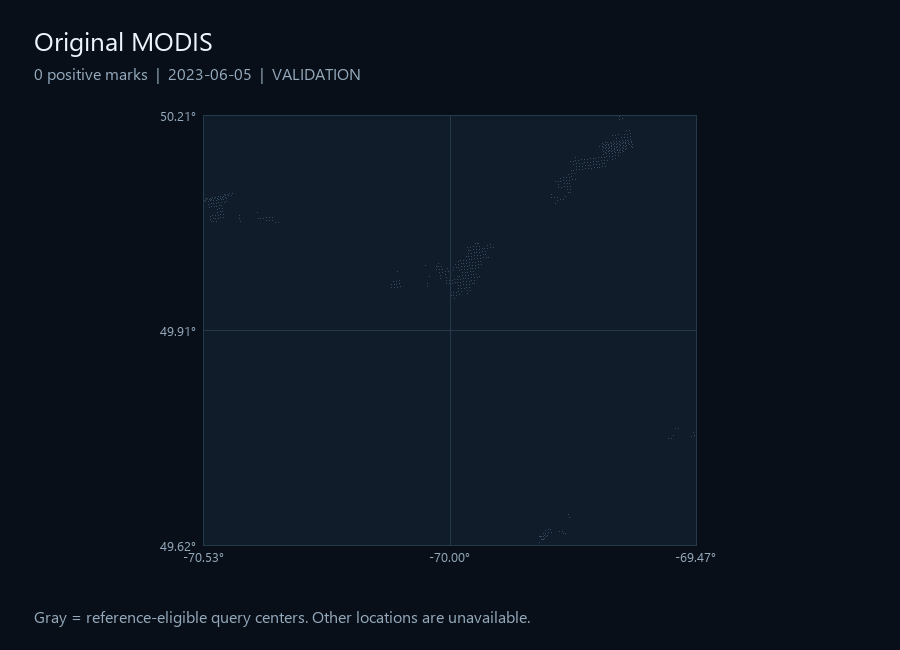 Original MODIS
0 positive marks | 2023-06-05 | VALIDATION
50.21°
49.91°
49.62°
-70.53°
-70.00°
-69.47°
Gray = reference-eligible query centers. Other locations are unavailable.